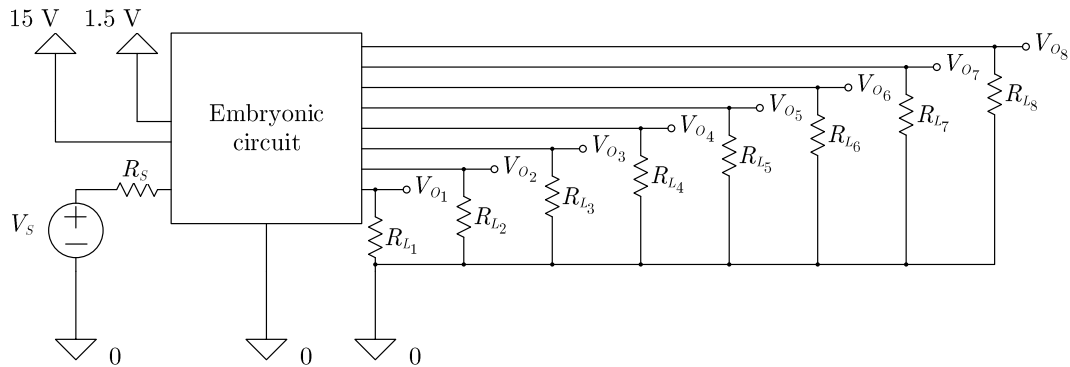 15 V 1.5 V
V_{O_8}
V_{O_7}
V_{O_6}
R_{L_8}
Embryonic
V_{O_5}
R_{L_7}
circuit
V_{O_4}
R_{L_6}
V_{O_3}
R_{L_5}
R_S
V_{O_2}
R_{L_4}
V_{O_1}
R_{L_3}
V_S
+
−
R_{L_2}
R_{L_1}
0 0 0